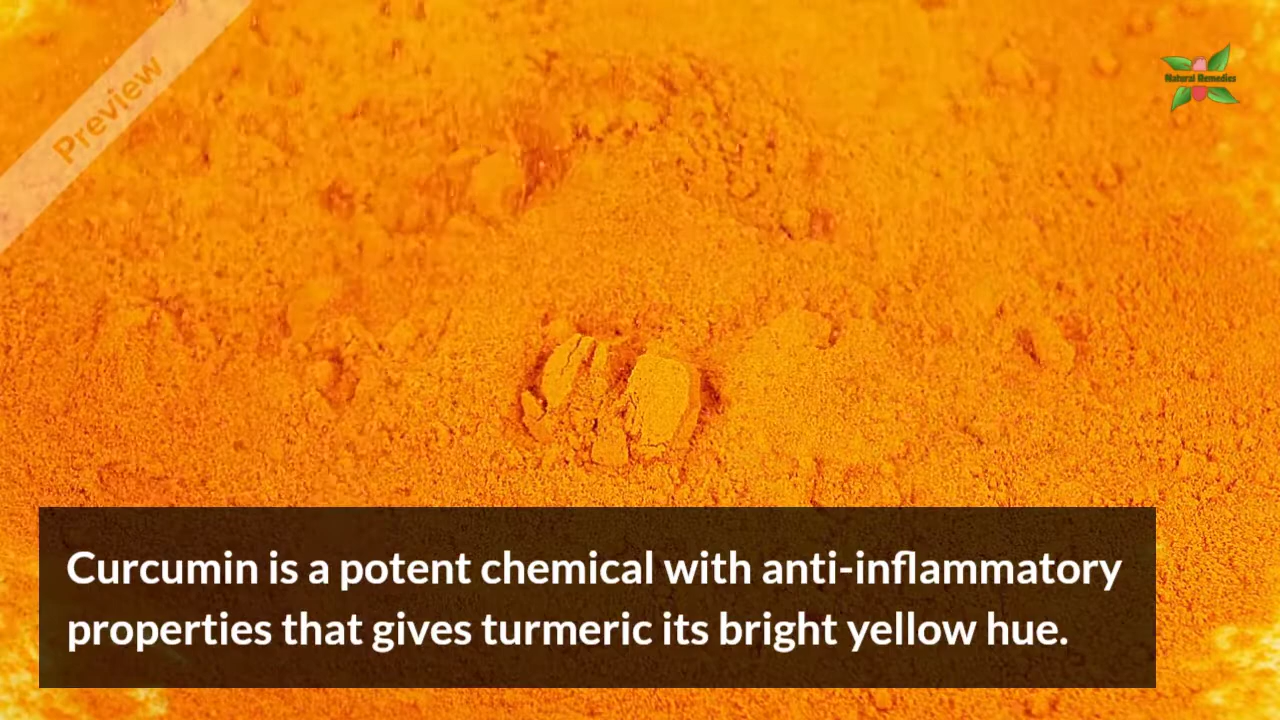 Preview
Natural Remedies
Curcumin is a potent chemical with anti-inflammatory
properties that gives turmeric its bright yellow hue.